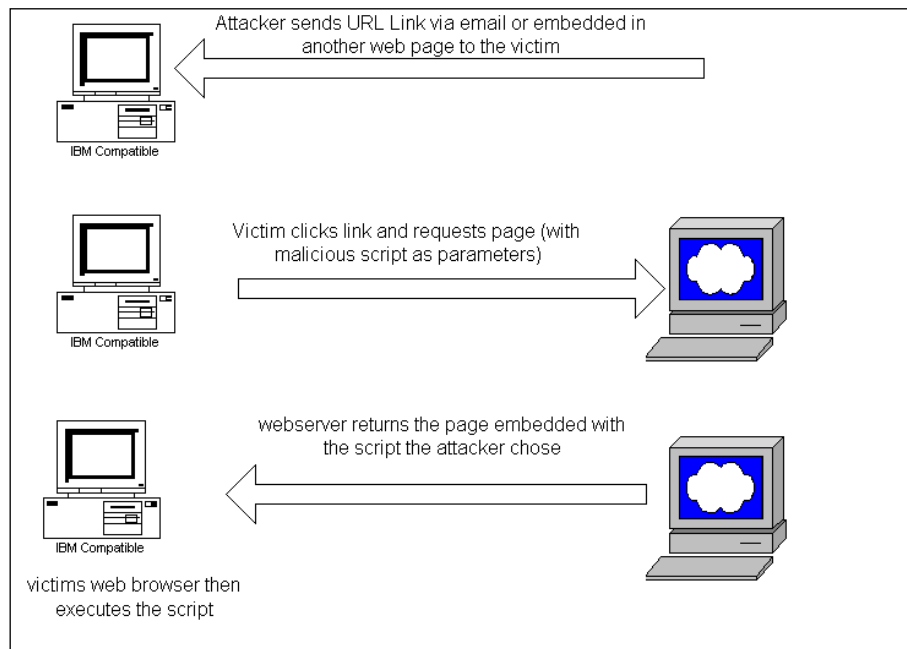 Attacker sends URL Link via email or embedded in
another web page to the victim
IBM Compatible
Victim clicks link and requests page (with
malicious script as parameters)
IBM Compatible
webserver returns the page embedded with
the script the attacker chose
IBM Compatible
victims web browser then
executes the script